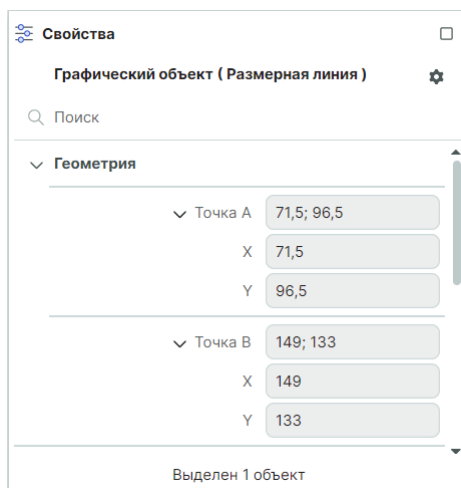 Свойства
Графический объект ( Размерная линия )
Поиск
Геометрия
Точка A 71,5; 96,5
X 71,5
Y 96,5
Точка B 149; 133
X 149
Y 133
Выделен 1 объект